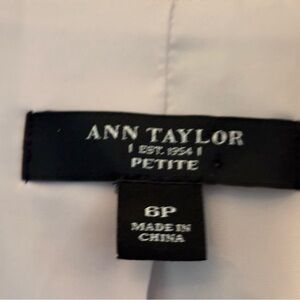 ANN TAYLOR
EST. 1954
PETITE
6P
MADE IN
CHINA